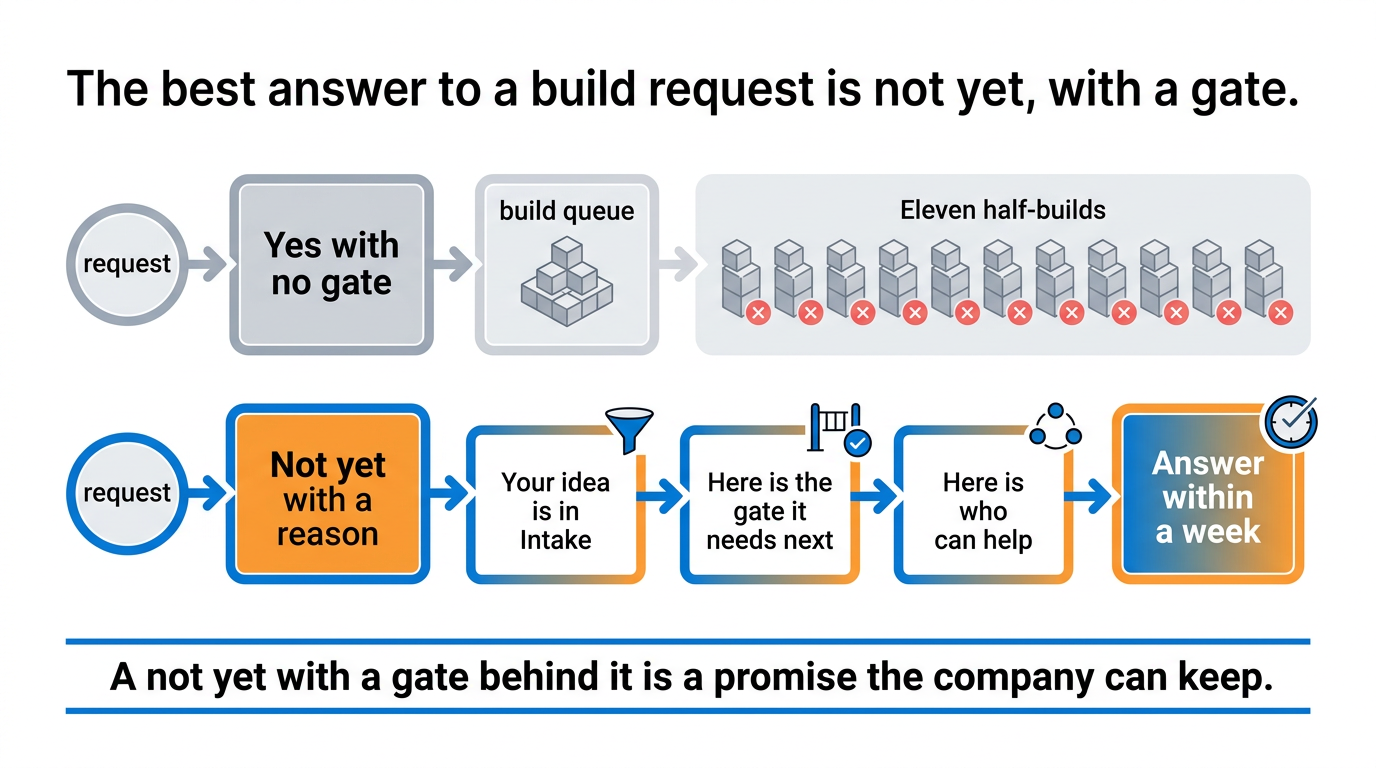 The best answer to a build request is not yet, with a gate.
request
Yes with
no gate
build queue
Eleven half-builds
request
Not yet
with a
reason
Your idea
is in
Intake
Here is the
gate it
needs next
Here is
who
can help
Answer
within
a week
A not yet with a gate behind it is a promise the company can keep.